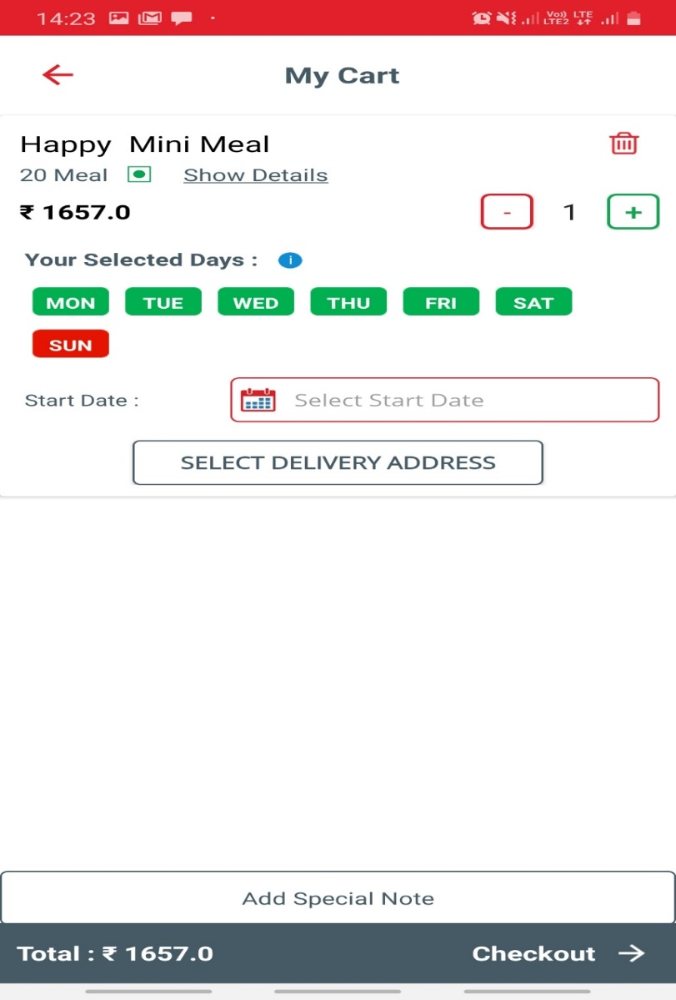 14:23 Vo)) LTE2 LTE
My Cart
Happy Mini Meal
20 Meal Show Details
₹ 1657.0 - 1 +
Your Selected Days : i
MON TUE WED THU FRI SAT
SUN
Start Date : Select Start Date
SELECT DELIVERY ADDRESS
Add Special Note
Total : ₹ 1657.0 Checkout